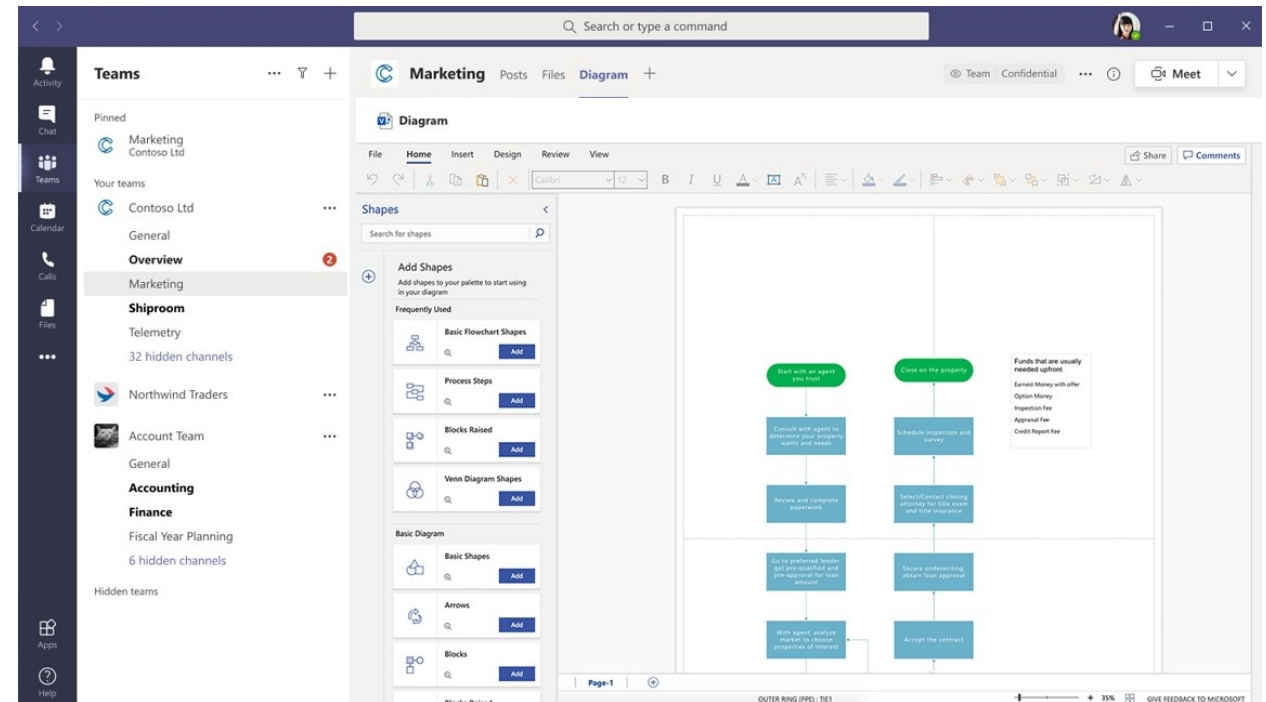 Search or type a command
Activity
Chat
Teams
Calendar
Calls
Files
Apps
Help
Teams
Pinned
Marketing
Contoso Ltd
Your teams
Contoso Ltd
General
Overview
2
Marketing
Shiproom
Telemetry
32 hidden channels
Northwind Traders
Account Team
General
Accounting
Finance
Fiscal Year Planning
6 hidden channels
Hidden teams
Marketing Posts Files Diagram
Team Confidential
Meet
Diagram
File Home Insert Design Review View
Share Comments
Calibri 12 B I U A
Shapes
Search for shapes
Add Shapes
Add shapes to your palette to start using
in your diagram
Frequently Used
Basic Flowchart Shapes
Add
Process Steps
Add
Blocks Raised
Add
Venn Diagram Shapes
Add
Basic Diagram
Basic Shapes
Add
Arrows
Add
Blocks
Add
Start with an agent
you trust
Consult with agent to
determine your property
wants and needs
Review and complete
paperwork
Go to preferred lender,
get pre-qualified and
pre-approval for loan
amount
With agent, analyze
market to choose
properties of interest
Close on the property
Schedule inspection and
survey
Select/Contact closing
attorney for title exam
and title insurance
Secure underwriting,
obtain loan approval
Accept the contract
Funds that are usually
needed upfront
Earnest Money with offer
Option Money
Inspection Fee
Appraisal Fee
Credit Report Fee
Page-1
OUTER RING (PPE) : TIE1
35%
GIVE FEEDBACK TO MICROSOFT